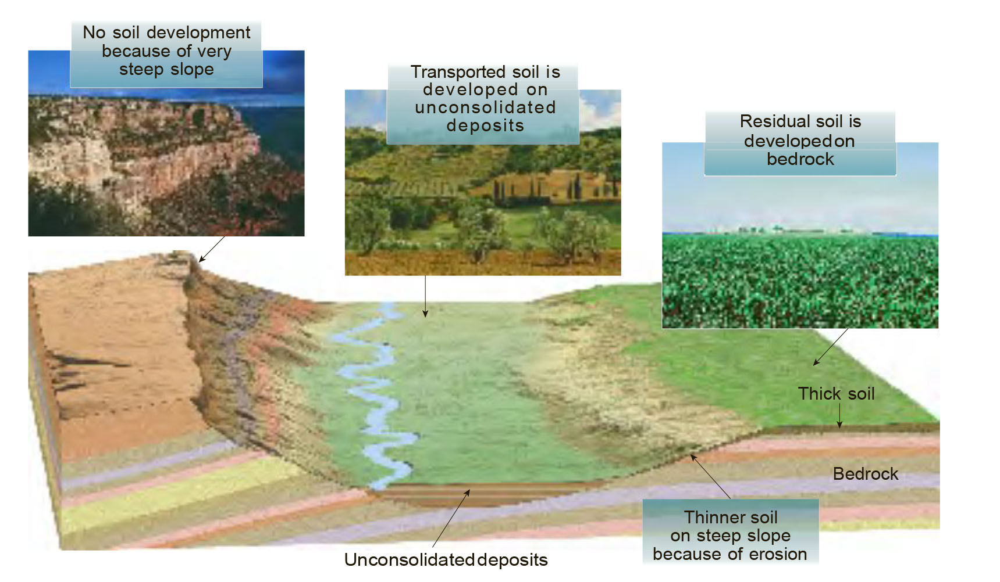 No soil development
because of very
steep slope
Transported soil is
developed on
unconsolidated
deposits
Residual soil is
developed on
bedrock
Thick soil
Bedrock
Thinner soil
on steep slope
because of erosion
Unconsolidated deposits